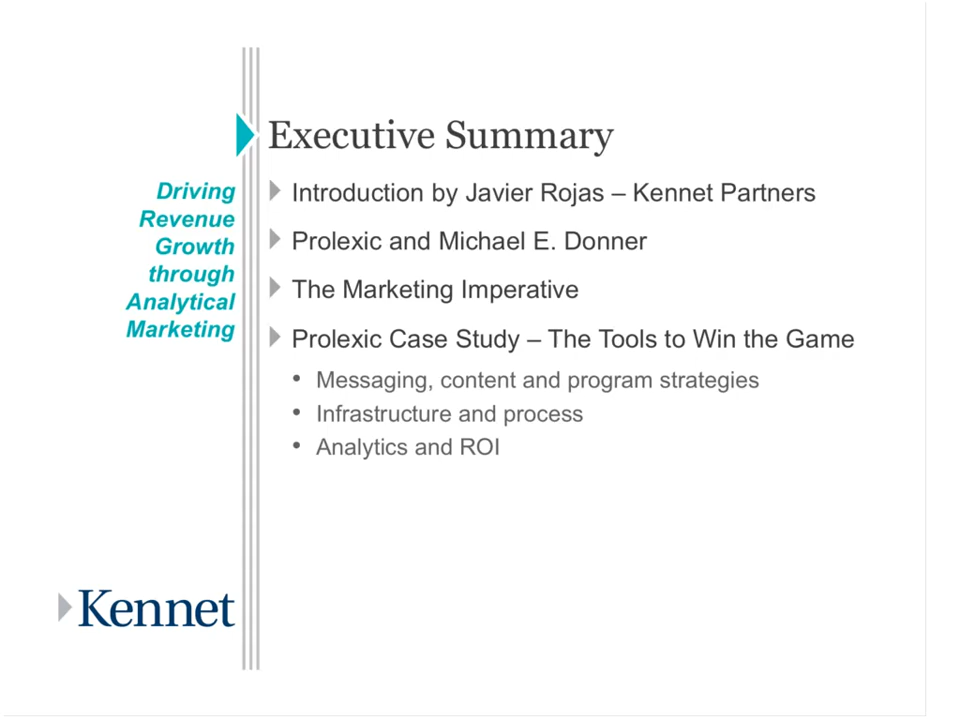 Executive Summary
Driving
Revenue
Growth
through
Analytical
Marketing
Introduction by Javier Rojas – Kennet Partners
Prolexic and Michael E. Donner
The Marketing Imperative
Prolexic Case Study – The Tools to Win the Game
• Messaging, content and program strategies
• Infrastructure and process
• Analytics and ROI
Kennet